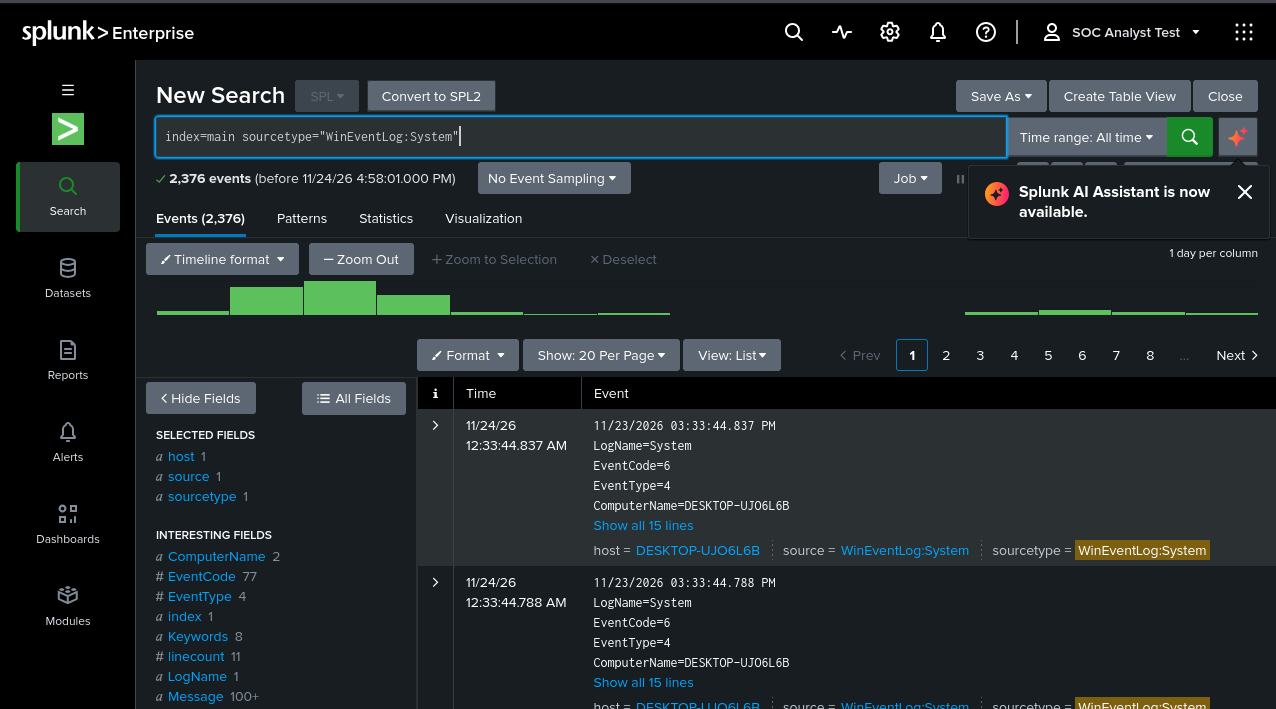 splunk> Enterprise
SOC Analyst Test
New Search
SPL
Convert to SPL2
Save As
Create Table View
Close
index=main sourcetype="WinEventLog:System"
Time range: All time
2,376 events (before 11/24/26 4:58:01.000 PM)
No Event Sampling
Job
Splunk AI Assistant is now
available.
Search
Datasets
Reports
Alerts
Dashboards
Modules
Events (2,376)
Patterns
Statistics
Visualization
Timeline format
Zoom Out
+ Zoom to Selection
× Deselect
1 day per column
Format
Show: 20 Per Page
View: List
< Prev
1
2
3
4
5
6
7
8
...
Next >
< Hide Fields
All Fields
SELECTED FIELDS
a host 1
a source 1
a sourcetype 1
INTERESTING FIELDS
a ComputerName 2
# EventCode 77
# EventType 4
a index 1
a Keywords 8
# linecount 11
a LogName 1
a Message 100+
i
Time
Event
11/24/26
12:33:44.837 AM
11/23/2026 03:33:44.837 PM
LogName=System
EventCode=6
EventType=4
ComputerName=DESKTOP-UJO6L6B
Show all 15 lines
host = DESKTOP-UJO6L6B
source = WinEventLog:System
sourcetype = WinEventLog:System
11/24/26
12:33:44.788 AM
11/23/2026 03:33:44.788 PM
LogName=System
EventCode=6
EventType=4
ComputerName=DESKTOP-UJO6L6B
Show all 15 lines
host = DESKTOP-UJO6L6B
source = WinEventLog:System
sourcetype = WinEventLog:System